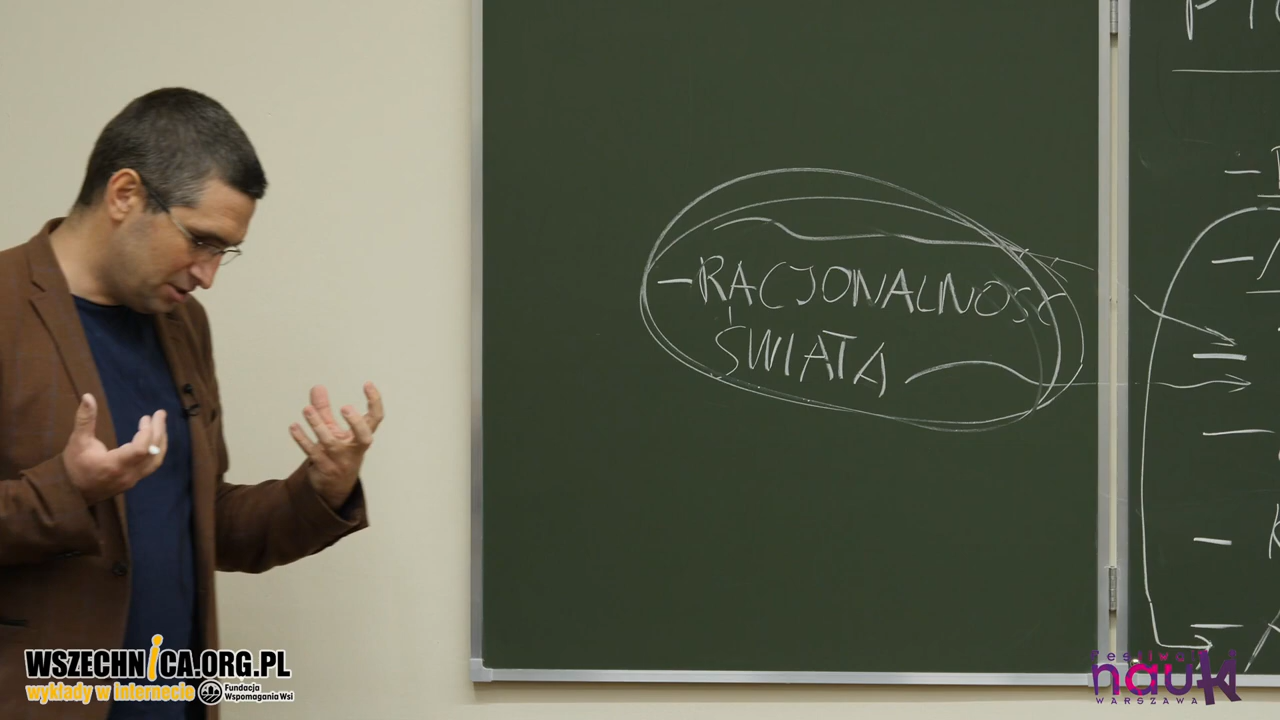 - RACJONALNOŚĆ
ŚWIATA
WSZECHNICA.ORG.PL
wykłady w internecie
Fundacja
Wspomagania Wsi
festiwal
nauki
WARSZAWA